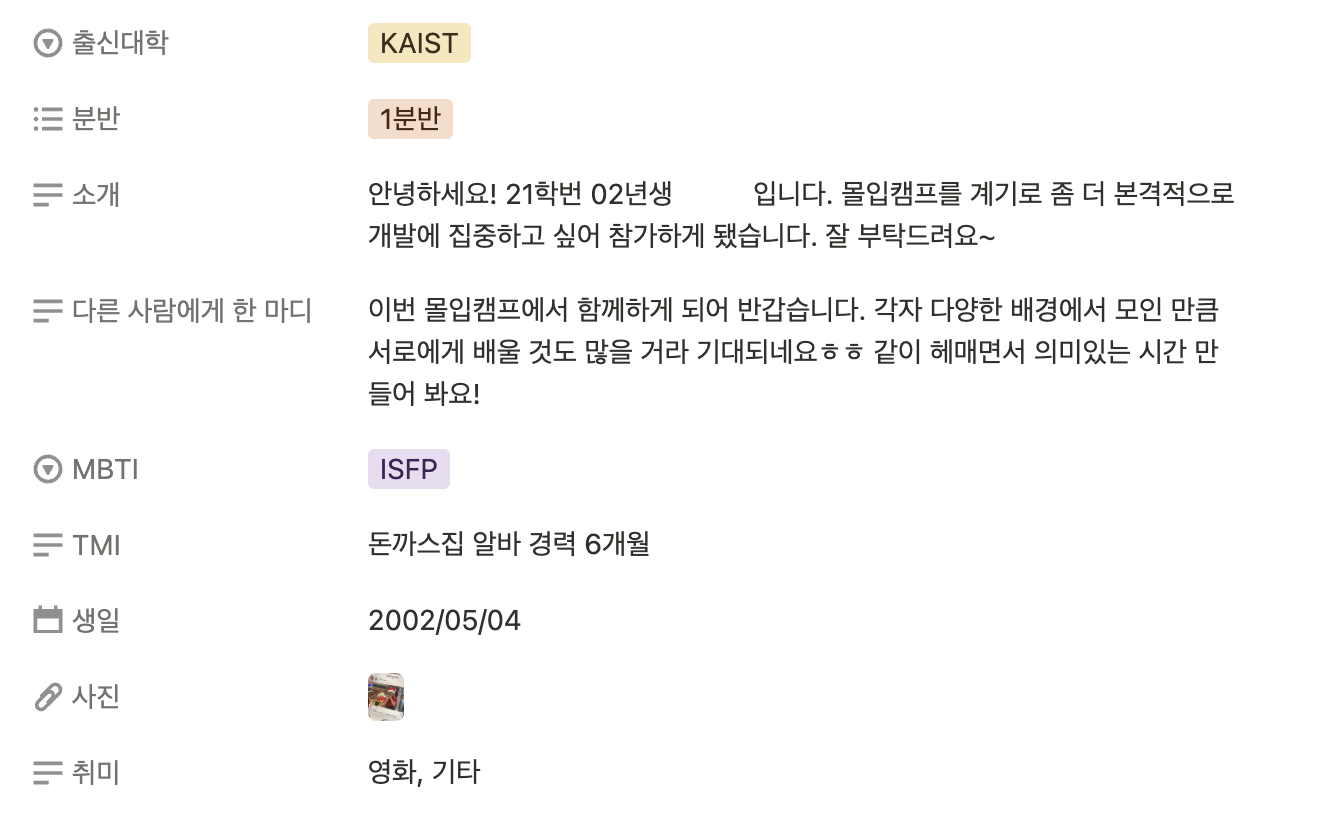 출신대학
KAIST
분반
1분반
소개
안녕하세요! 21학번 02년생 입니다. 몰입캠프를 계기로 좀 더 본격적으로
개발에 집중하고 싶어 참가하게 됐습니다. 잘 부탁드려요~
다른 사람에게 한 마디
이번 몰입캠프에서 함께하게 되어 반갑습니다. 각자 다양한 배경에서 모인 만큼
서로에게 배울 것도 많을 거라 기대되네요ㅎㅎ 같이 헤매면서 의미있는 시간 만
들어 봐요!
MBTI
ISFP
TMI
돈까스집 알바 경력 6개월
생일
2002/05/04
사진
취미
영화, 기타